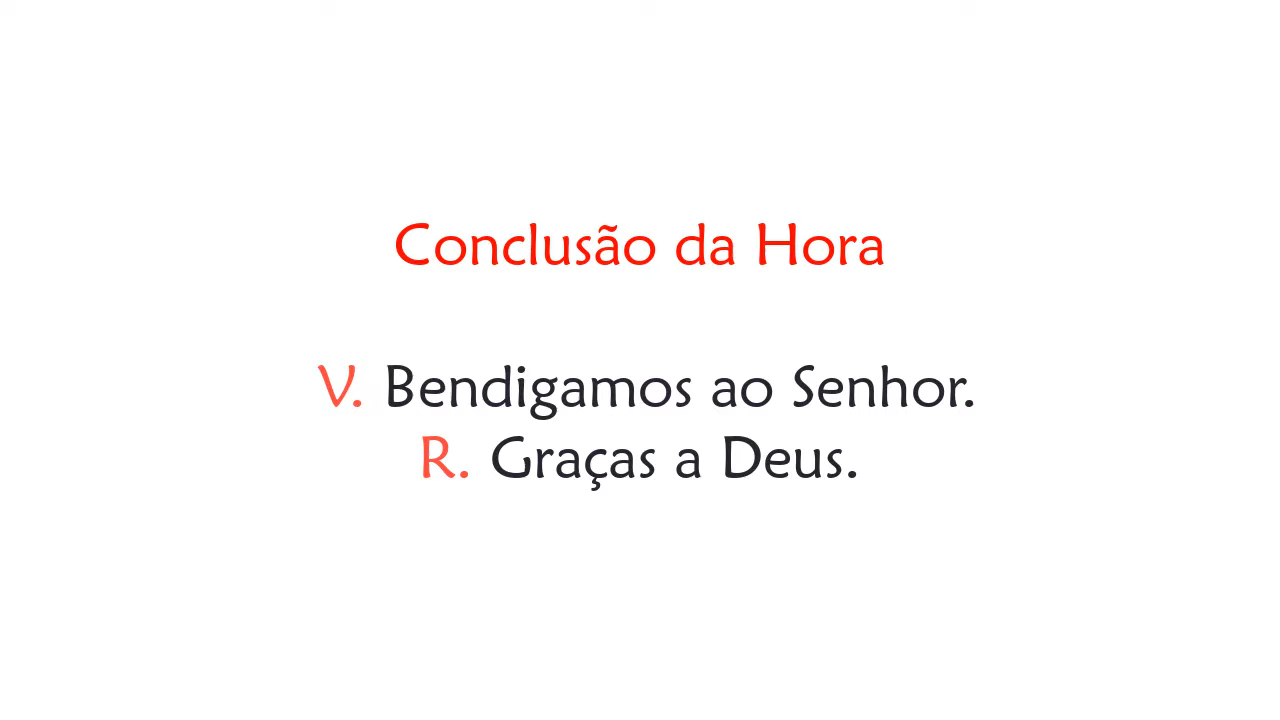 Conclusão da Hora
V. Bendigamos ao Senhor.
R. Graças a Deus.